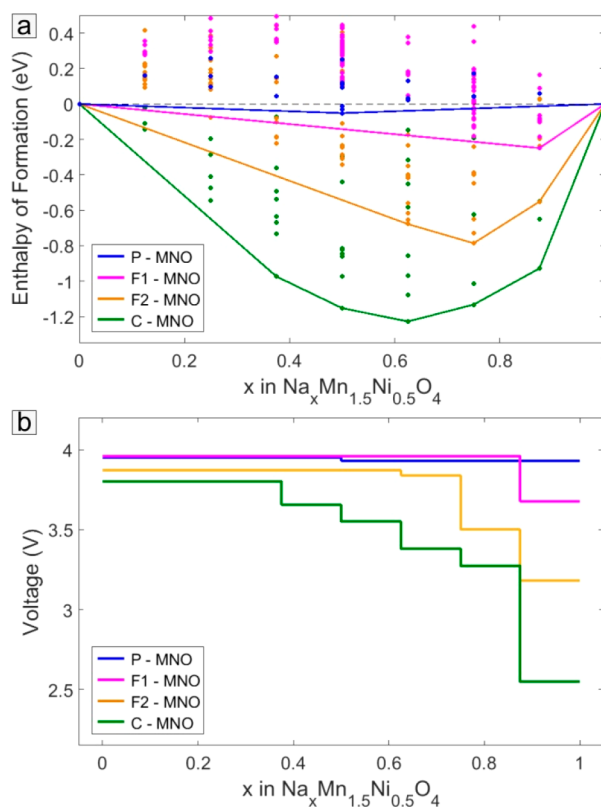 a
0.4
0.2
0
-0.2
-0.4
-0.6
-0.8
-1
-1.2
Enthalpy of Formation (eV)
P - MNO
F1 - MNO
F2 - MNO
C - MNO
0 0.2 0.4 0.6 0.8
x in NaₓMn₁.₅Ni₀.₅O₄
b
4
3.5
3
2.5
Voltage (V)
P - MNO
F1 - MNO
F2 - MNO
C - MNO
0 0.2 0.4 0.6 0.8 1
x in NaₓMn₁.₅Ni₀.₅O₄